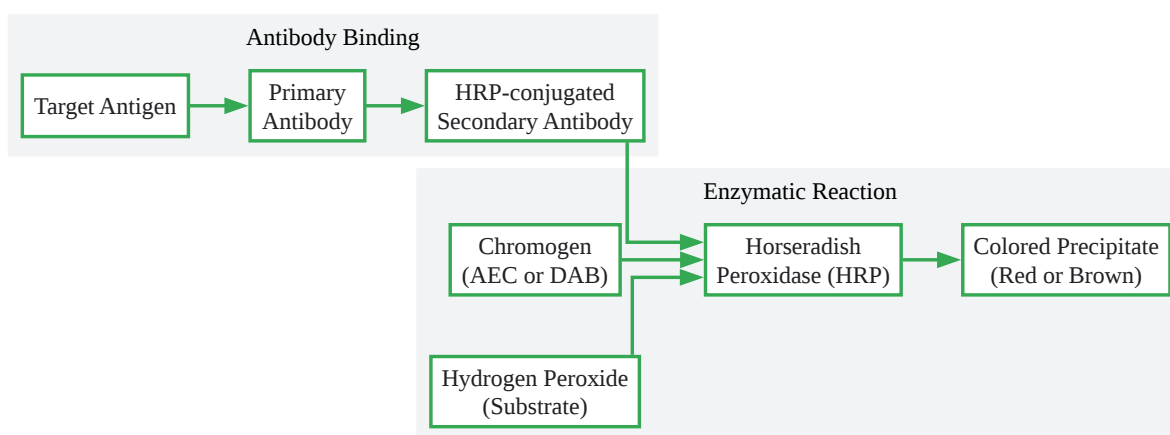 Antibody Binding
Target Antigen
Primary
Antibody
HRP-conjugated
Secondary Antibody
Enzymatic Reaction
Chromogen
(AEC or DAB)
Horseradish
Peroxidase (HRP)
Colored Precipitate
(Red or Brown)
Hydrogen Peroxide
(Substrate)